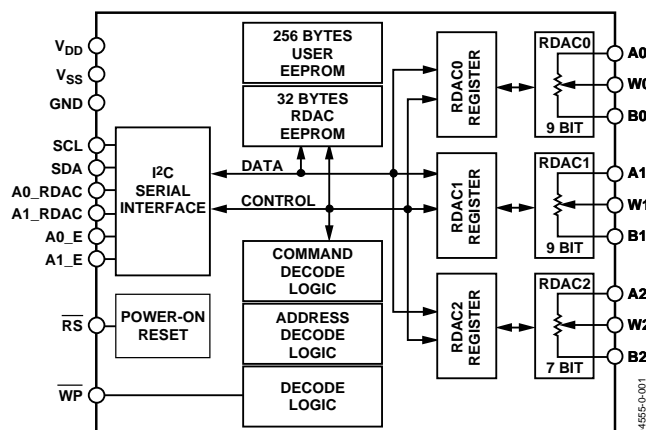 V_DD
V_SS
GND
SCL
SDA
A0_RDAC
A1_RDAC
A0_E
A1_E
RS
WP
I²C
SERIAL
INTERFACE
POWER-ON
RESET
256 BYTES
USER
EEPROM
32 BYTES
RDAC
EEPROM
DATA
CONTROL
COMMAND
DECODE
LOGIC
ADDRESS
DECODE
LOGIC
DECODE
LOGIC
RDAC0
REGISTER
RDAC1
REGISTER
RDAC2
REGISTER
RDAC0
9 BIT
RDAC1
9 BIT
RDAC2
7 BIT
A0
W0
B0
A1
W1
B1
A2
W2
B2
4555-0-001